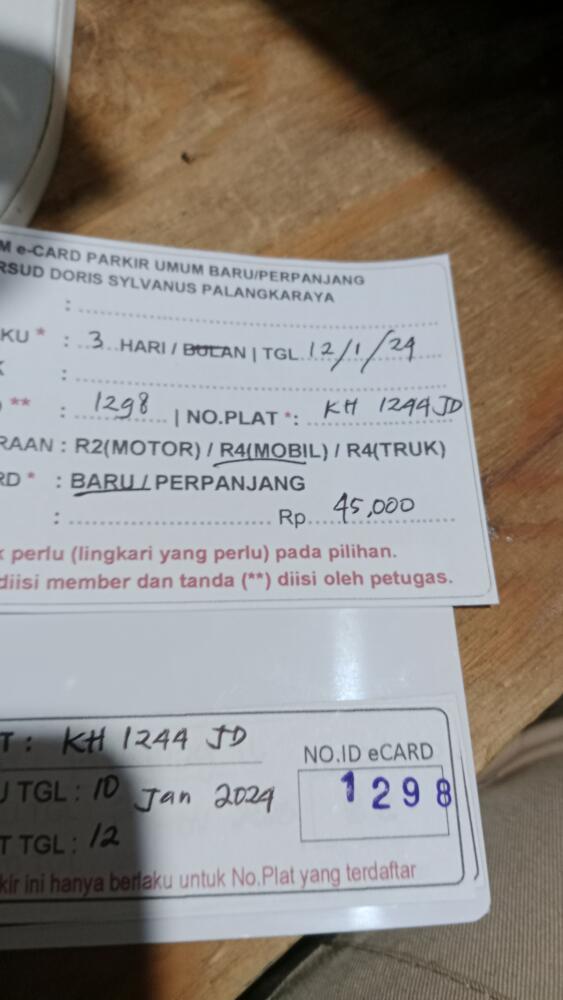 M e-CARD PARKIR UMUM BARU/PERPANJANG
RSUD DORIS SYLVANUS PALANGKARAYA
: ....................
KU * : 3 HARI / BULAN | TGL. 12/1/24
K : ....................
** : 1298 | NO.PLAT *: KH 1244 JD
RAAN : R2(MOTOR) / R4(MOBIL) / R4(TRUK)
RD * : BARU / PERPANJANG
: .................... Rp. 45,000
perlu (lingkari yang perlu) pada pilihan.
diisi member dan tanda (**) diisi oleh petugas.
T : KH 1244 JD
NO.ID eCARD
1298
U TGL : 10 Jan 2024
T TGL : 12
kir ini hanya berlaku untuk No.Plat yang terdaftar